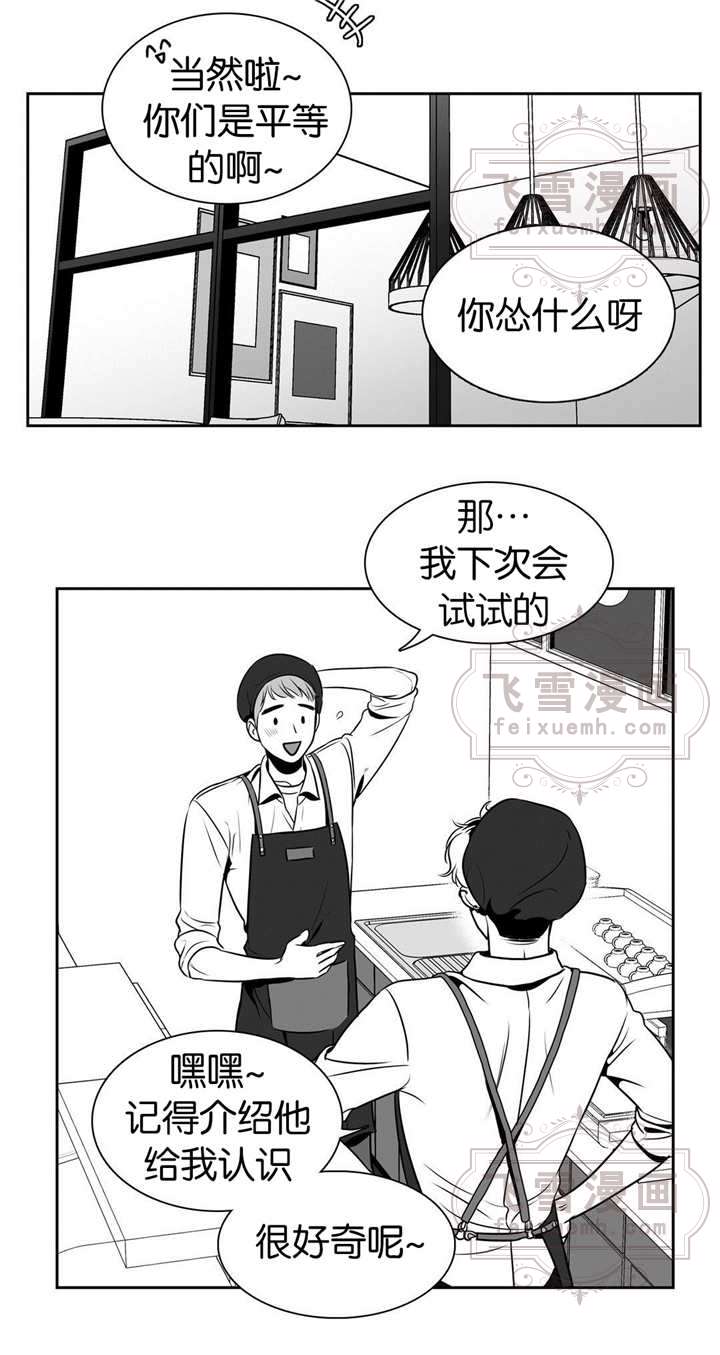 当然啦~
你们是平等
的啊~
飞雪漫画
feixuemh.com
你怂什么呀
那…
我下次会
试试的
飞雪漫画
feixuemh.com
嘿嘿~
记得介绍他
给我认识
很好奇呢~
飞雪漫画
feixuemh.com